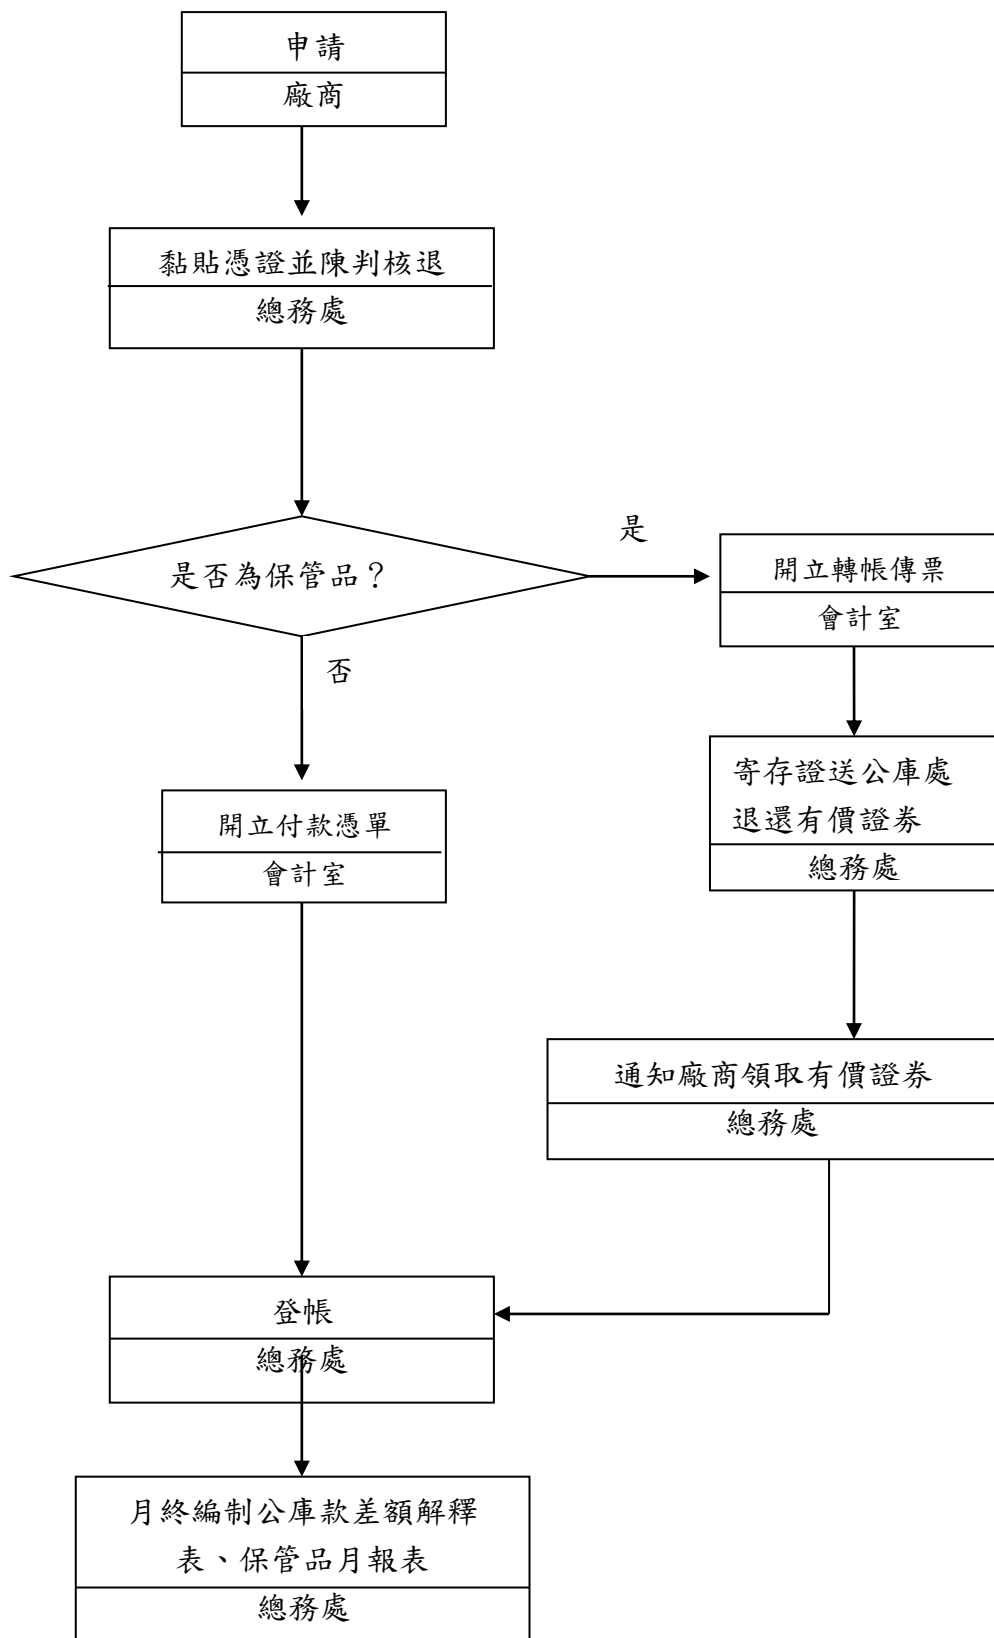 申請
廠商
黏貼憑證並陳判核退
總務處
是否為保管品？
是
否
開立轉帳傳票
會計室
寄存證送公庫處
退還有價證券
總務處
開立付款憑單
會計室
通知廠商領取有價證券
總務處
登帳
總務處
月終編制公庫款差額解釋
表、保管品月報表
總務處